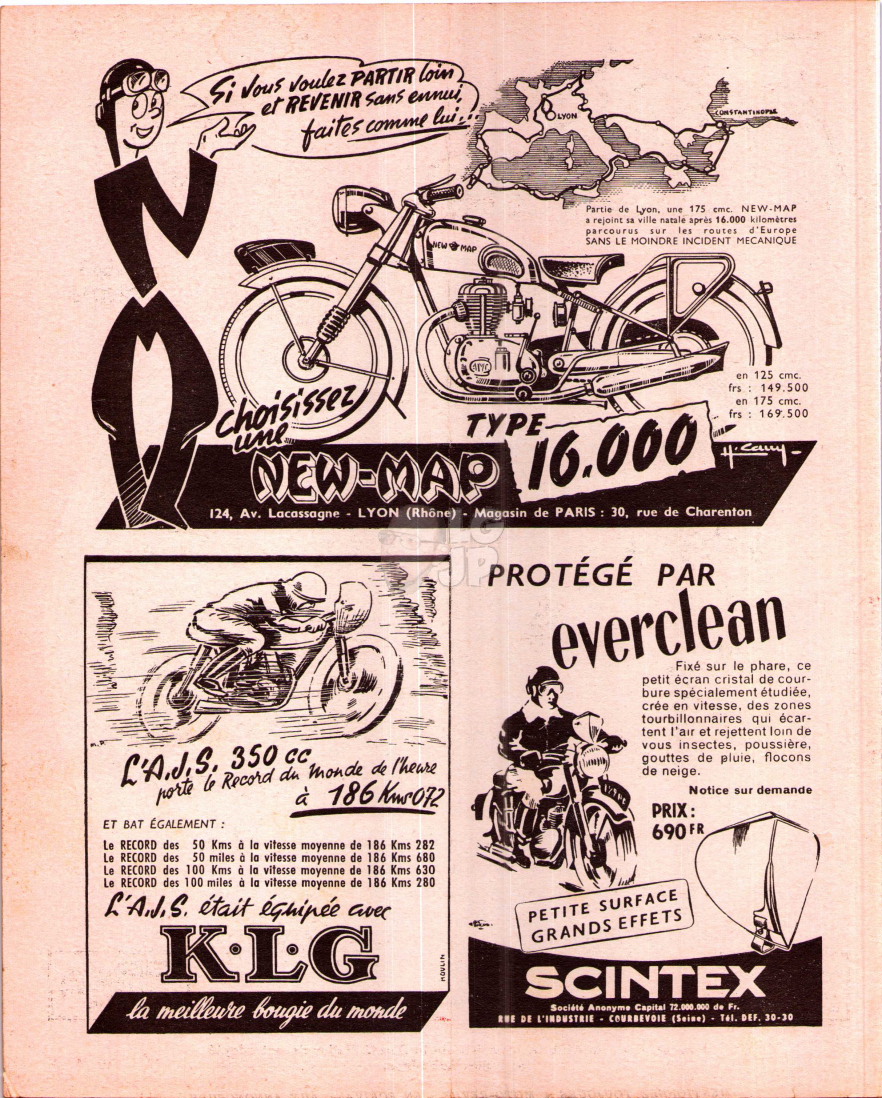 Si Vous voulez PARTIR loin
et REVENIR sans ennui,
faites comme lui...
LYON
CONSTANTINOPLE
Partie de Lyon, une 175 cmc. NEW-MAP
a rejoint sa ville natale après 16.000 kilomètres
parcourus sur les routes d'Europe
SANS LE MOINDRE INCIDENT MECANIQUE
NEW MAP
AMC
en 125 cmc.
frs : 149.500
en 175 cmc.
frs : 169.500
choisissez
une
NEW-MAP
TYPE
16.000
124, Av. Lacassagne - LYON (Rhône) - Magasin de PARIS : 30, rue de Charenton
L'A.J.S. 350 cc
porte le Record du Monde de l'heure
à 186 Kms 072
ET BAT ÉGALEMENT :
Le RECORD des 50 Kms à la vitesse moyenne de 186 Kms 282
Le RECORD des 50 miles à la vitesse moyenne de 186 Kms 680
Le RECORD des 100 Kms à la vitesse moyenne de 186 Kms 630
Le RECORD des 100 miles à la vitesse moyenne de 186 Kms 280
L'A.J.S. était équipée avec
K·L·G
MOULIN
la meilleure bougie du monde
PROTÉGÉ PAR
everclean
Fixé sur le phare, ce
petit écran cristal de cour-
bure spécialement étudiée,
crée en vitesse, des zones
tourbillonnaires qui écar-
tent l'air et rejettent loin de
vous insectes, poussière,
gouttes de pluie, flocons
de neige.
Notice sur demande
PRIX :
690 FR
PETITE SURFACE
GRANDS EFFETS
SCINTEX
Société Anonyme Capital 72.000.000 de Fr.
RUE DE L'INDUSTRIE - COURBEVOIE (Seine) - Tél. DEF. 30-30